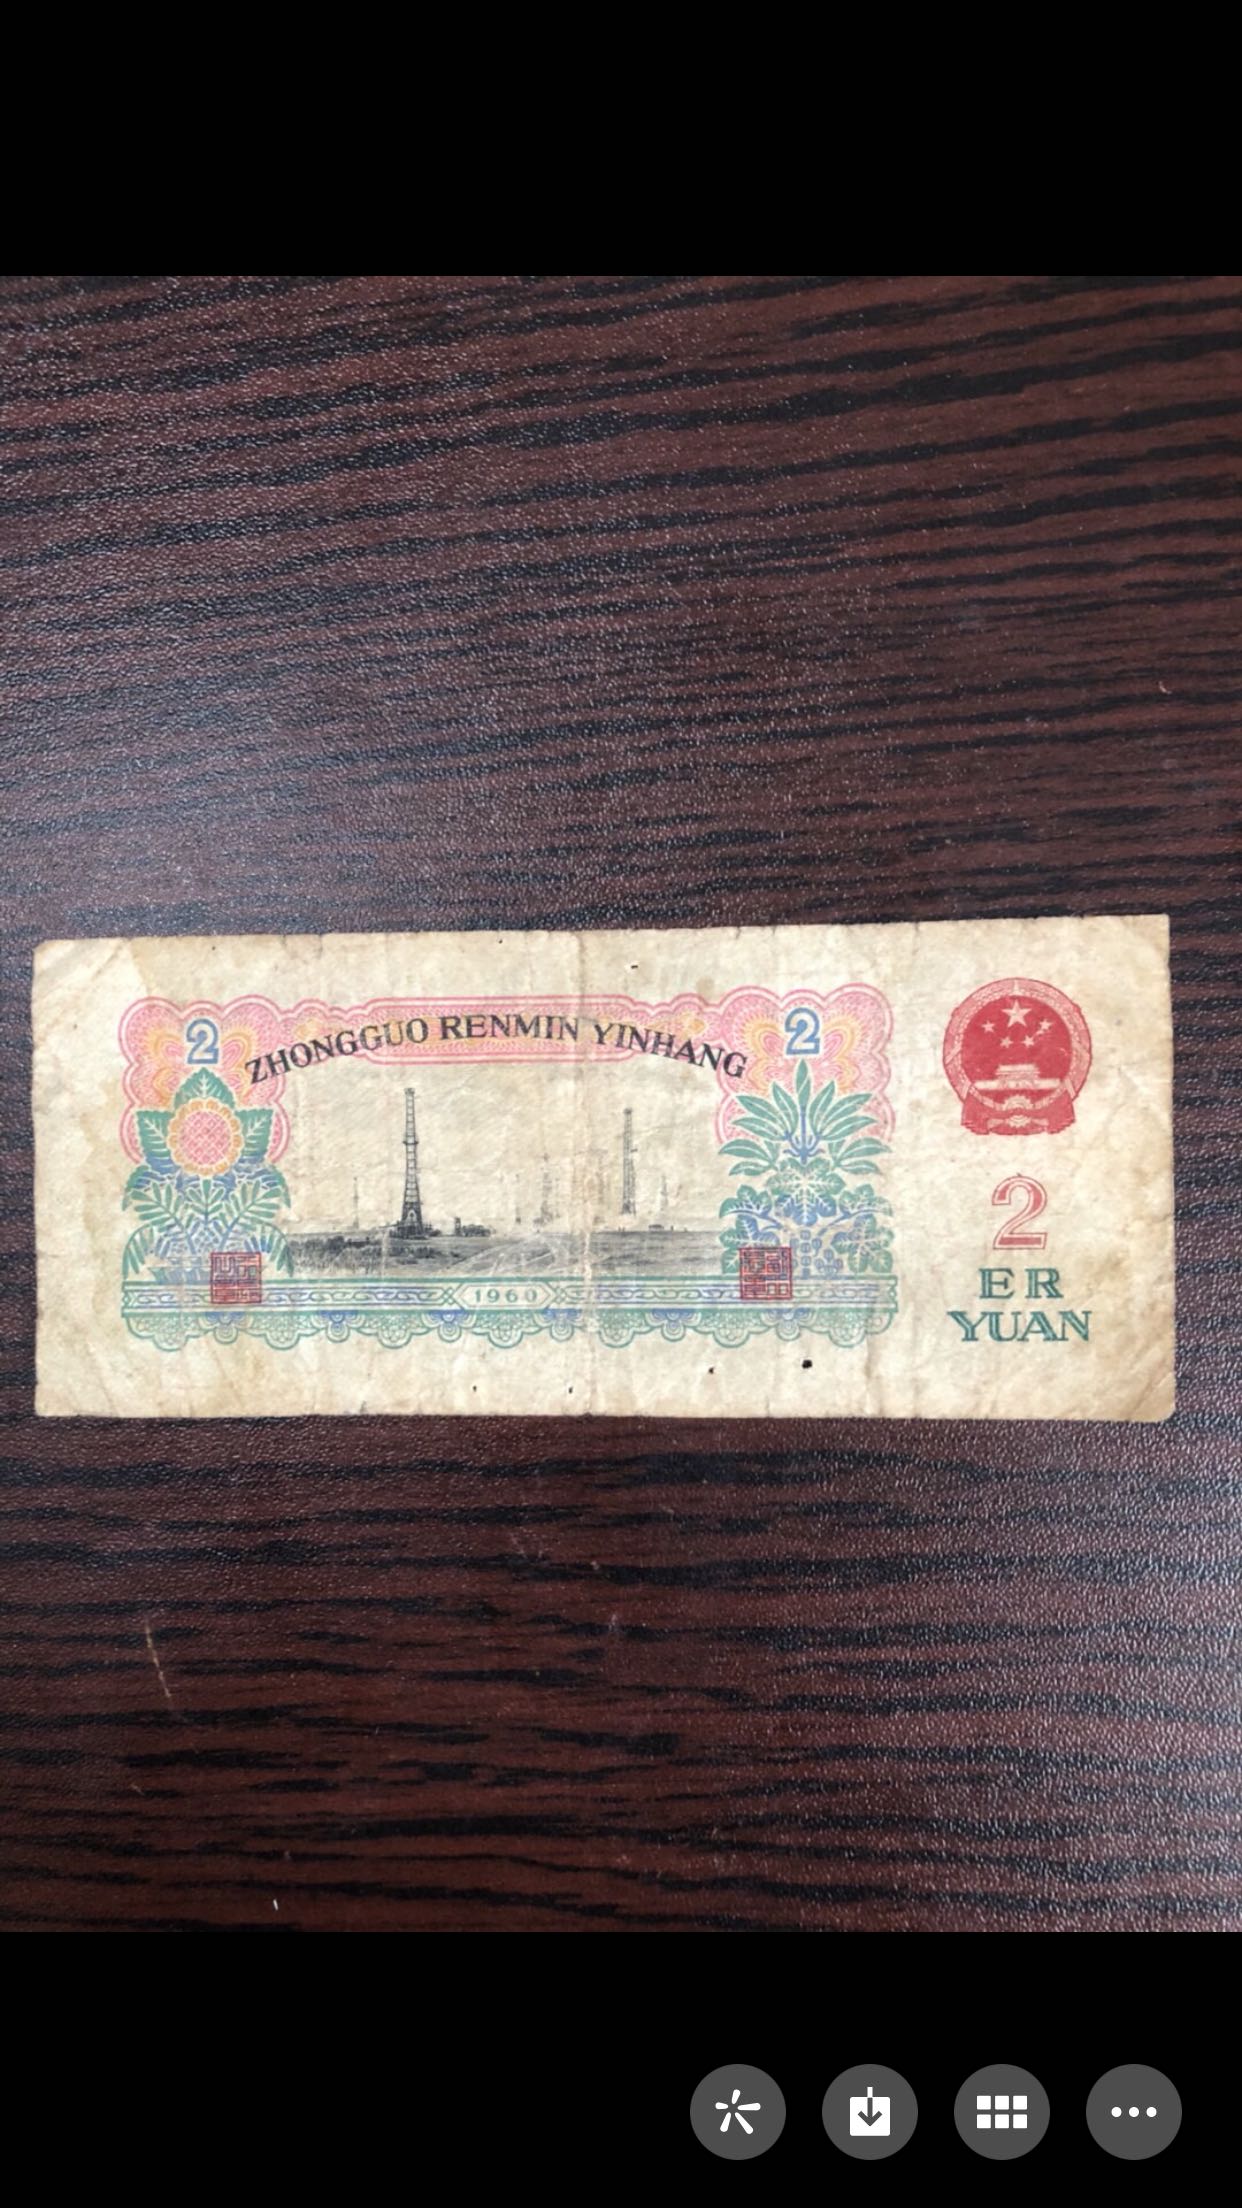 2
ZHONGGUO RENMIN YINHANG
2
1960
2
ER
YUAN